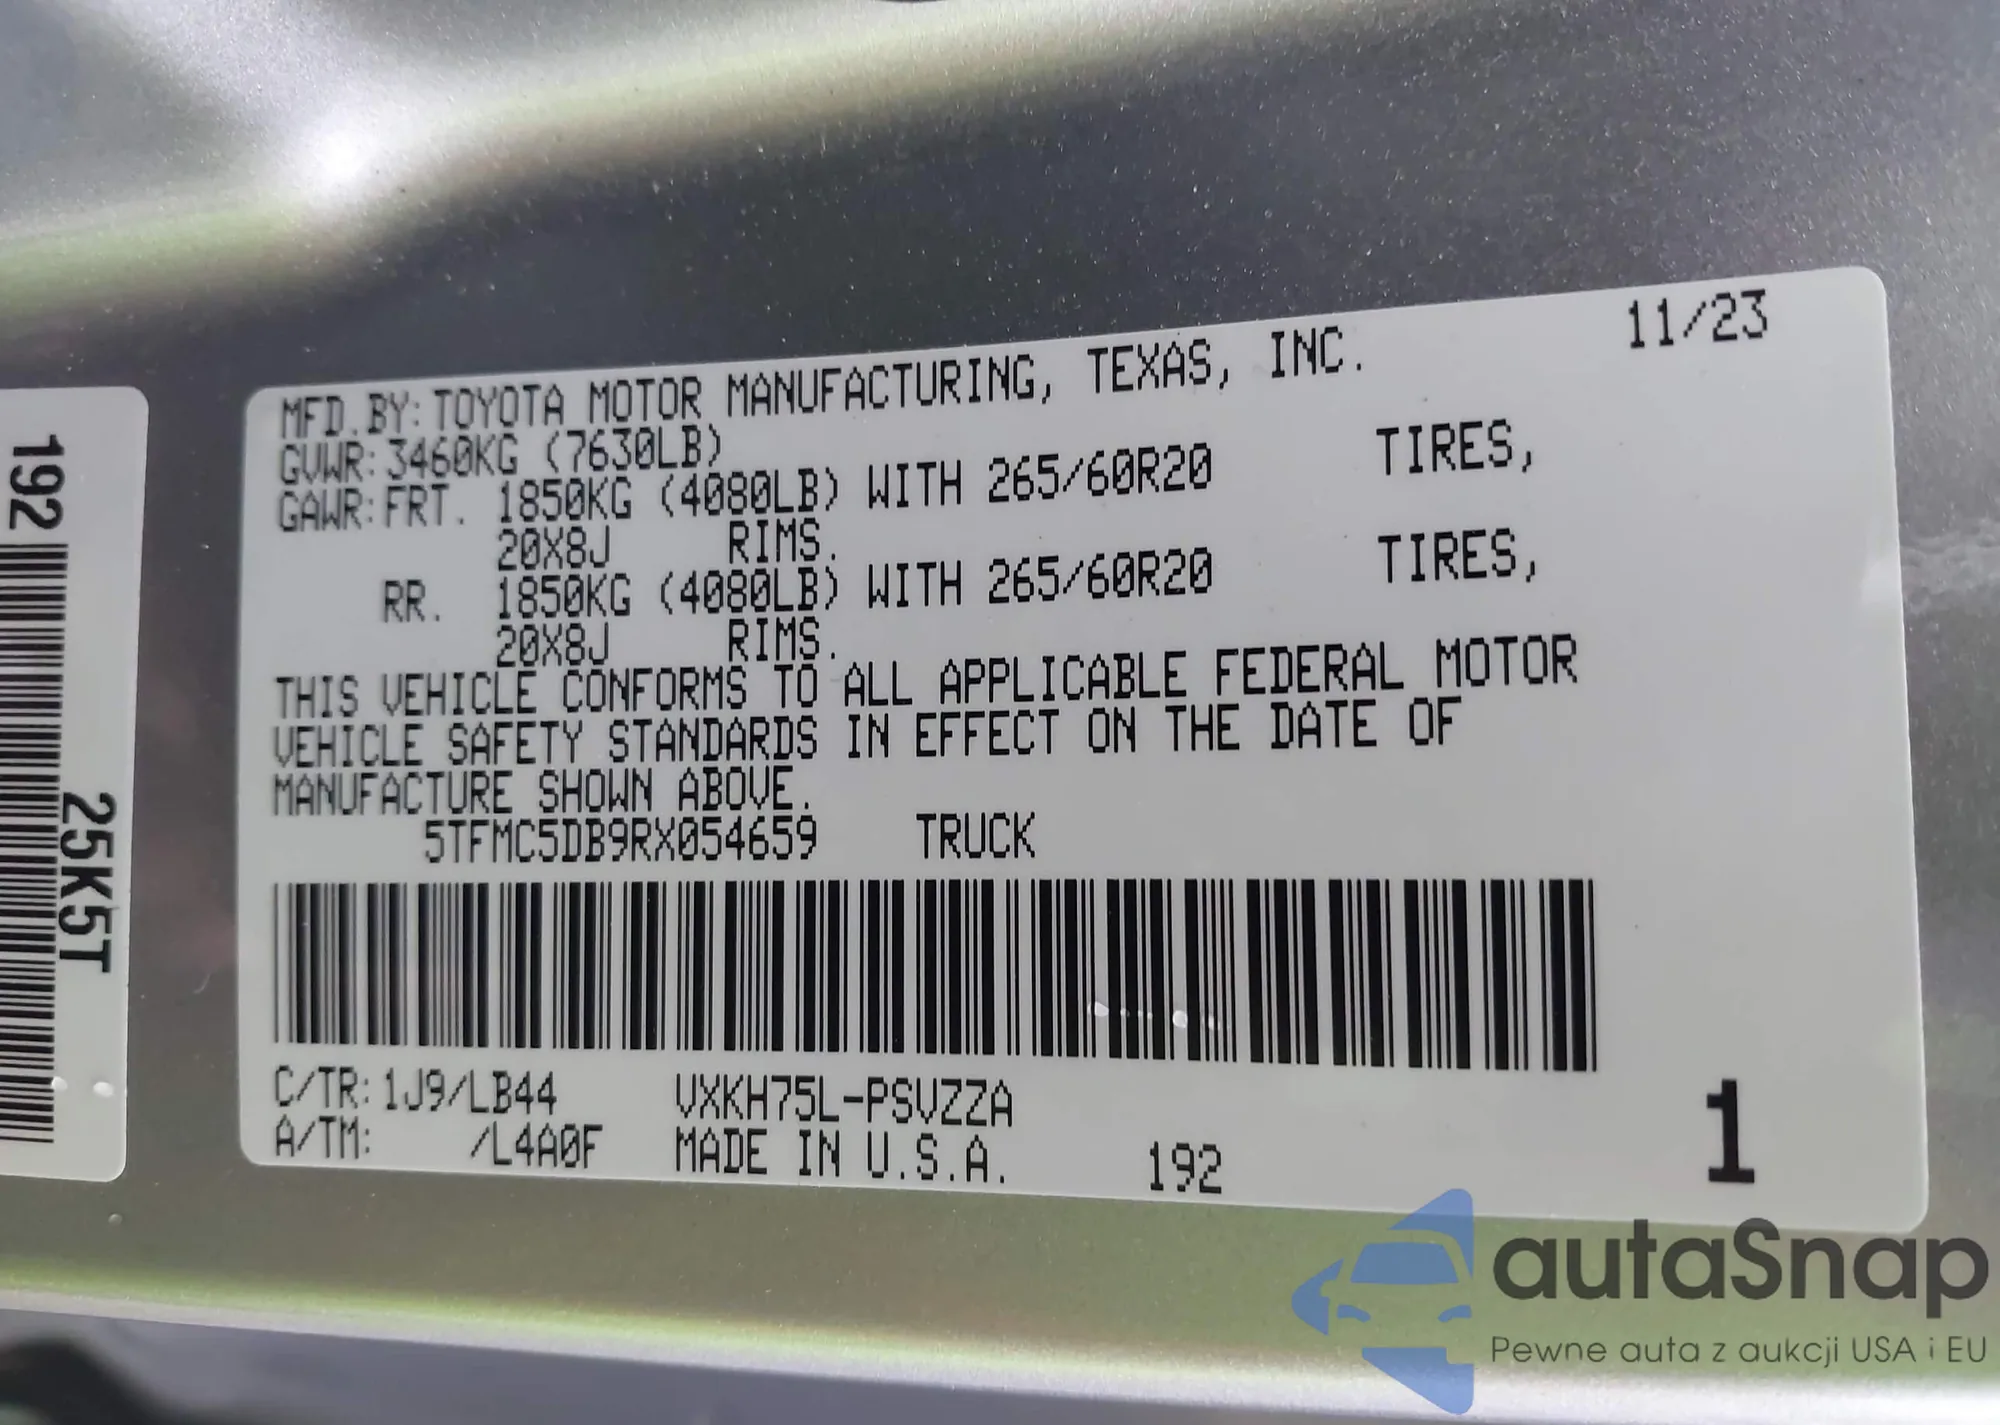 192
25K5T
11/23
MFD.BY:TOYOTA MOTOR MANUFACTURING, TEXAS, INC.
GVWR:3460KG (7630LB)
GAWR:FRT. 1850KG (4080LB) WITH 265/60R20 TIRES,
20X8J RIMS.
RR. 1850KG (4080LB) WITH 265/60R20 TIRES,
20X8J RIMS.
THIS VEHICLE CONFORMS TO ALL APPLICABLE FEDERAL MOTOR
VEHICLE SAFETY STANDARDS IN EFFECT ON THE DATE OF
MANUFACTURE SHOWN ABOVE.
5TFMC5DB9RX054659 TRUCK
C/TR:1J9/LB44 VXKH75L-PSVZZA
A/TM: /L4A0F MADE IN U.S.A. 192
1
autaSnap
Pewne auta z aukcji USA i EU